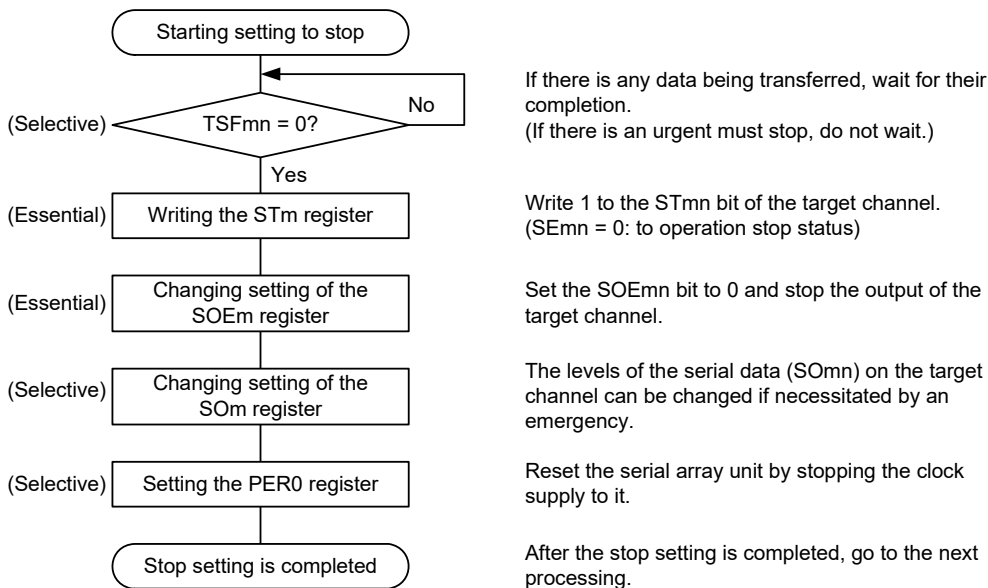 Starting setting to stop
(Selective)
TSFmn = 0?
No
If there is any data being transferred, wait for their
completion.
(If there is an urgent must stop, do not wait.)
Yes
(Essential)
Writing the STm register
Write 1 to the STmn bit of the target channel.
(SEmn = 0: to operation stop status)
(Essential)
Changing setting of the
SOEm register
Set the SOEmn bit to 0 and stop the output of the
target channel.
(Selective)
Changing setting of the
SOm register
The levels of the serial data (SOmn) on the target
channel can be changed if necessitated by an
emergency.
(Selective)
Setting the PER0 register
Reset the serial array unit by stopping the clock
supply to it.
Stop setting is completed
After the stop setting is completed, go to the next
processing.